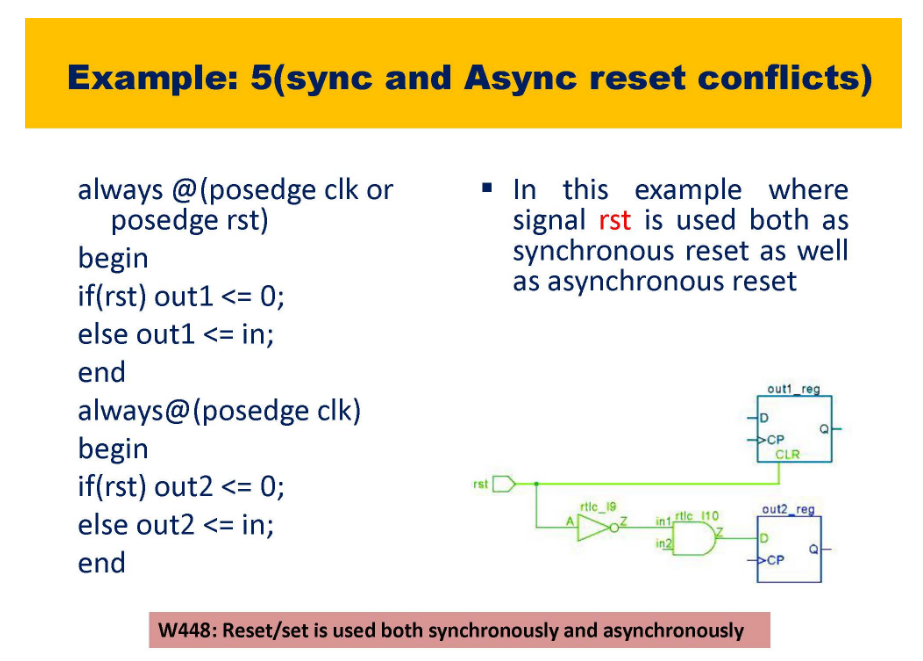 Example: 5(sync and Async reset conflicts)
always @(posedge clk or
posedge rst)
begin
if(rst) out1 <= 0;
else out1 <= in;
end
always@(posedge clk)
begin
if(rst) out2 <= 0;
else out2 <= in;
end
▪ In this example where
signal rst is used both as
synchronous reset as well
as asynchronous reset
out1_reg
D
Q
CP
CLR
rst
rtlc_I9
A
Z
in1
rtlc_I10
in2
Z
out2_reg
D
Q
CP
W448: Reset/set is used both synchronously and asynchronously